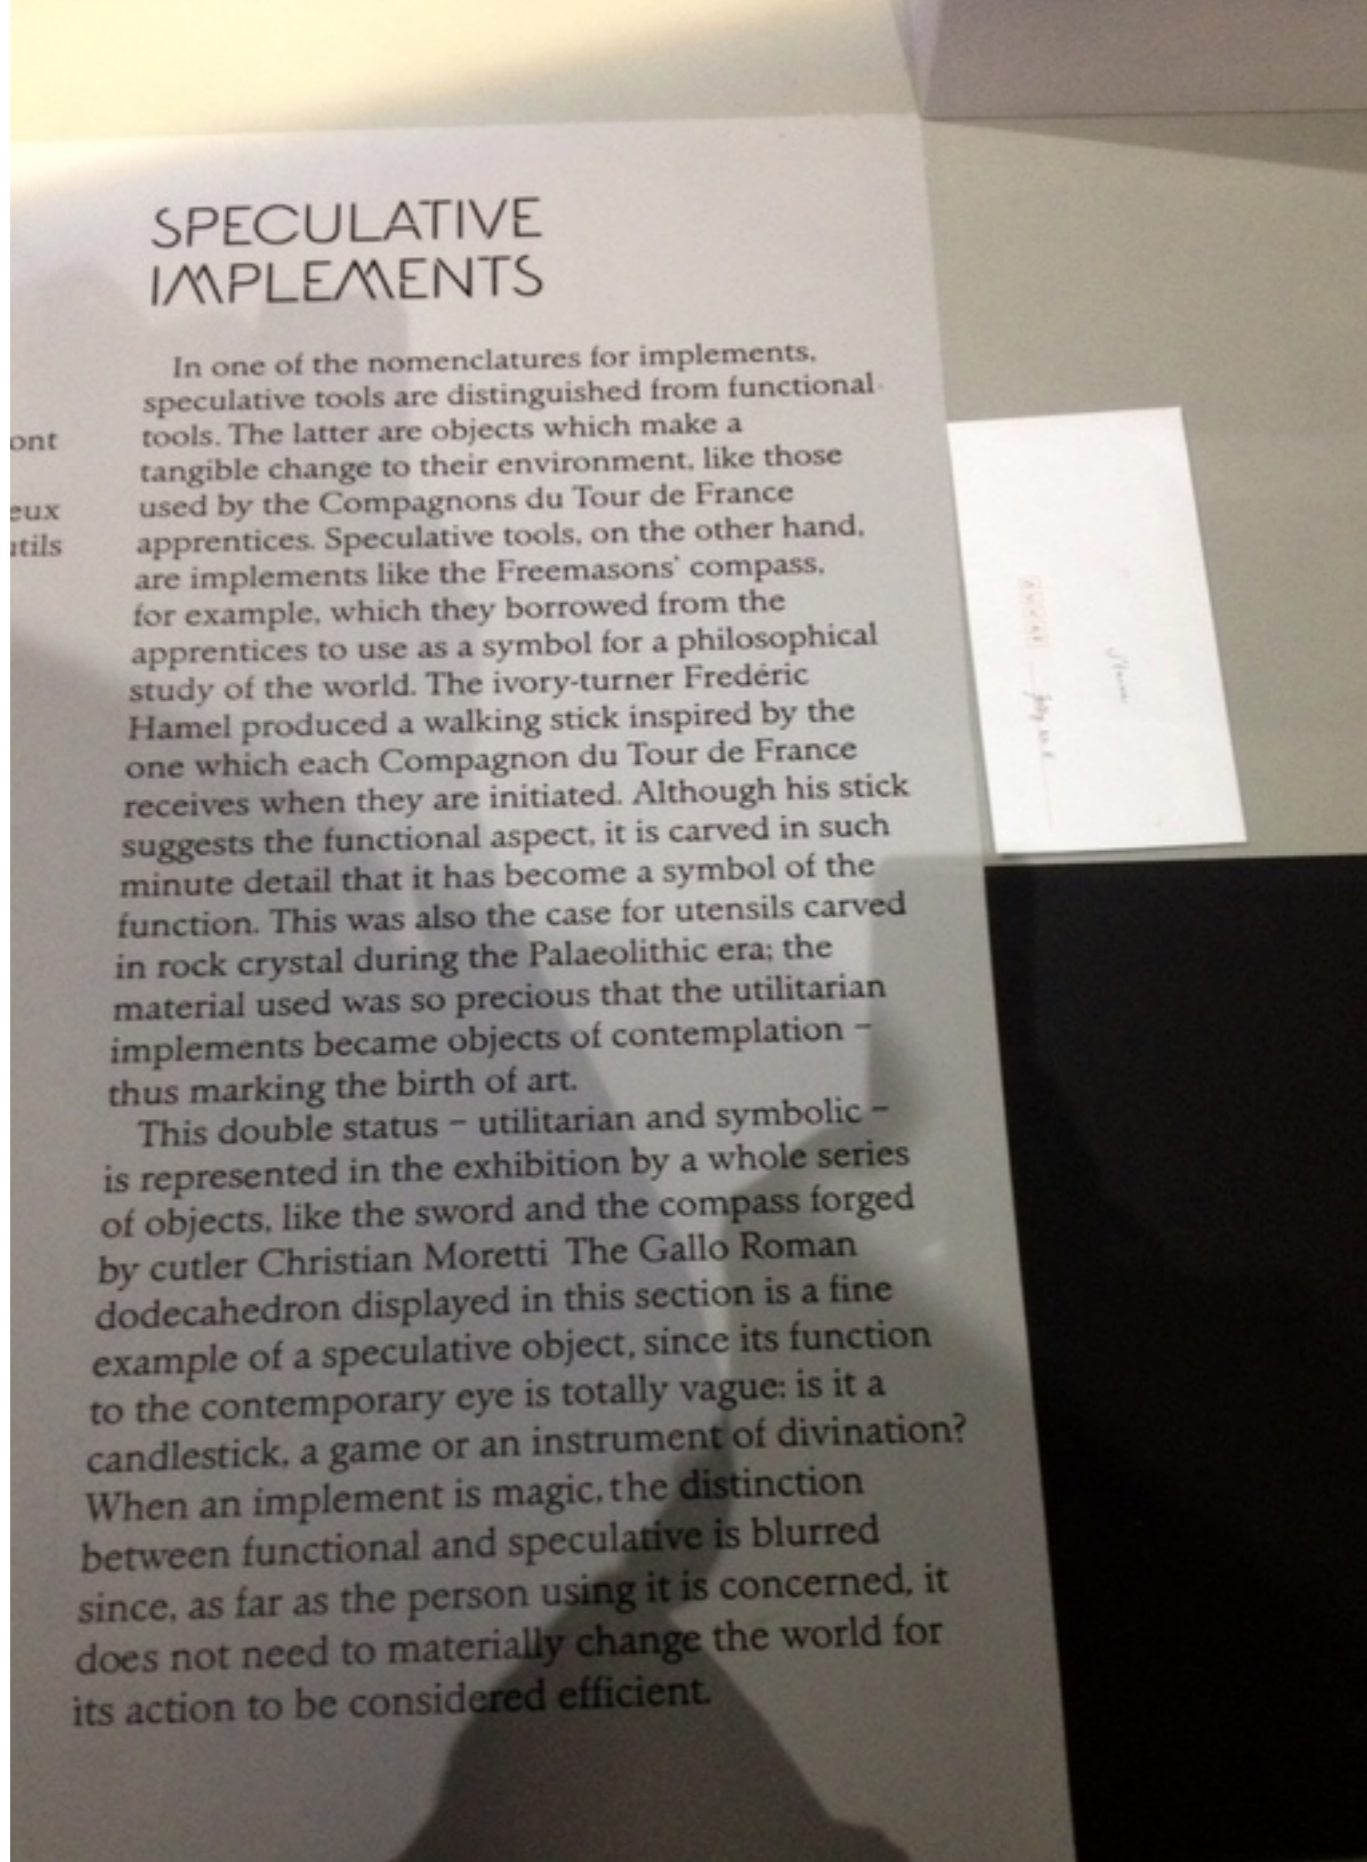 SPECULATIVE
IMPLEMENTS
In one of the nomenclatures for implements,
speculative tools are distinguished from functional
tools. The latter are objects which make a
tangible change to their environment, like those
used by the Compagnons du Tour de France
apprentices. Speculative tools, on the other hand,
are implements like the Freemasons' compass,
for example, which they borrowed from the
apprentices to use as a symbol for a philosophical
study of the world. The ivory-turner Fredéric
Hamel produced a walking stick inspired by the
one which each Compagnon du Tour de France
receives when they are initiated. Although his stick
suggests the functional aspect, it is carved in such
minute detail that it has become a symbol of the
function. This was also the case for utensils carved
in rock crystal during the Palaeolithic era; the
material used was so precious that the utilitarian
implements became objects of contemplation –
thus marking the birth of art.
This double status – utilitarian and symbolic –
is represented in the exhibition by a whole series
of objects, like the sword and the compass forged
by cutler Christian Moretti The Gallo Roman
dodecahedron displayed in this section is a fine
example of a speculative object, since its function
to the contemporary eye is totally vague: is it a
candlestick, a game or an instrument of divination?
When an implement is magic, the distinction
between functional and speculative is blurred
since, as far as the person using it is concerned, it
does not need to materially change the world for
its action to be considered efficient.
ont
eux
utils